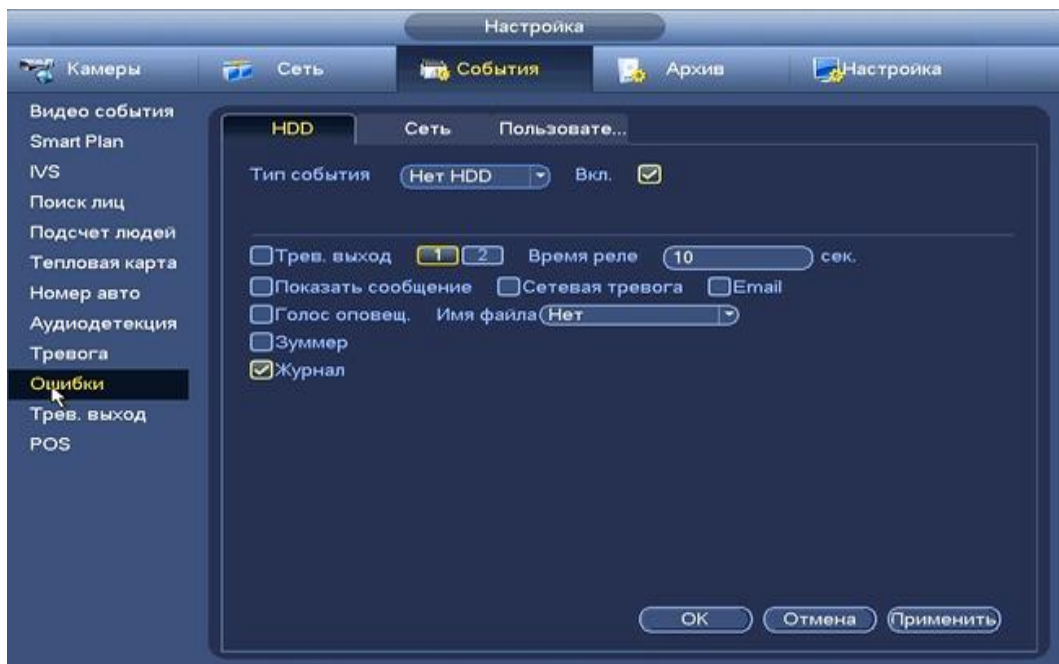 Настройка
Камеры Сеть События Архив Настройка
Видео события
Smart Plan
IVS
Поиск лиц
Подсчет людей
Тепловая карта
Номер авто
Аудиодетекция
Тревога
Ошибки
Трев. выход
POS
HDD Сеть Пользовате...
Тип события Нет HDD Вкл.
Трев. выход 1 2 Время реле 10 сек.
Показать сообщение Сетевая тревога Email
Голос оповещ. Имя файла Нет
Зуммер
Журнал
OK Отмена Применить